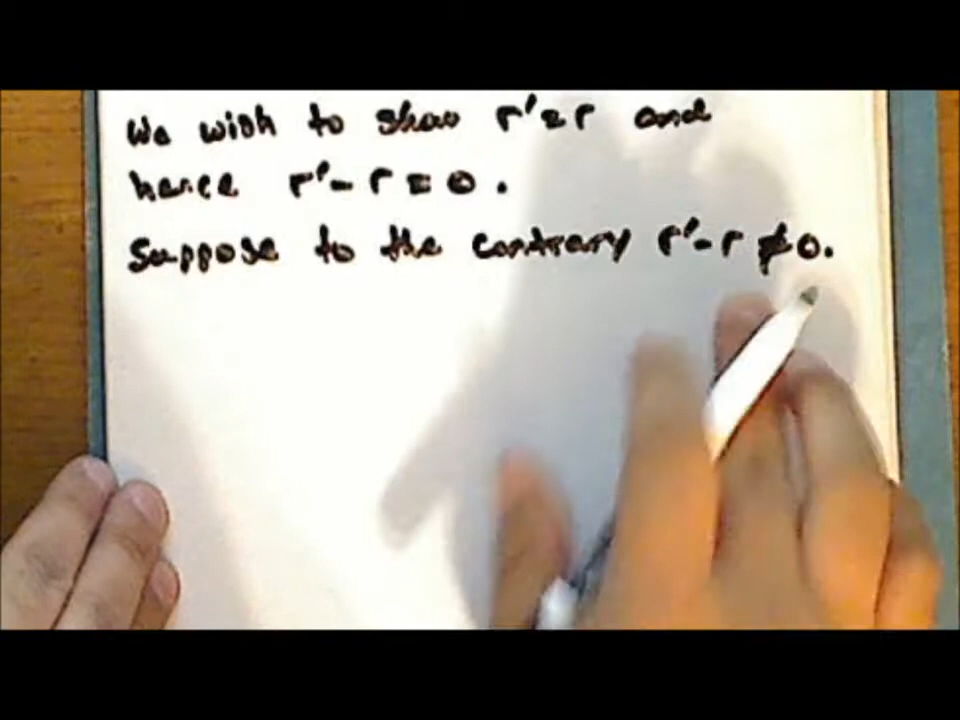 We wish to show r' = r and
hence r' - r = 0.
Suppose to the contrary r' - r ≠ 0.